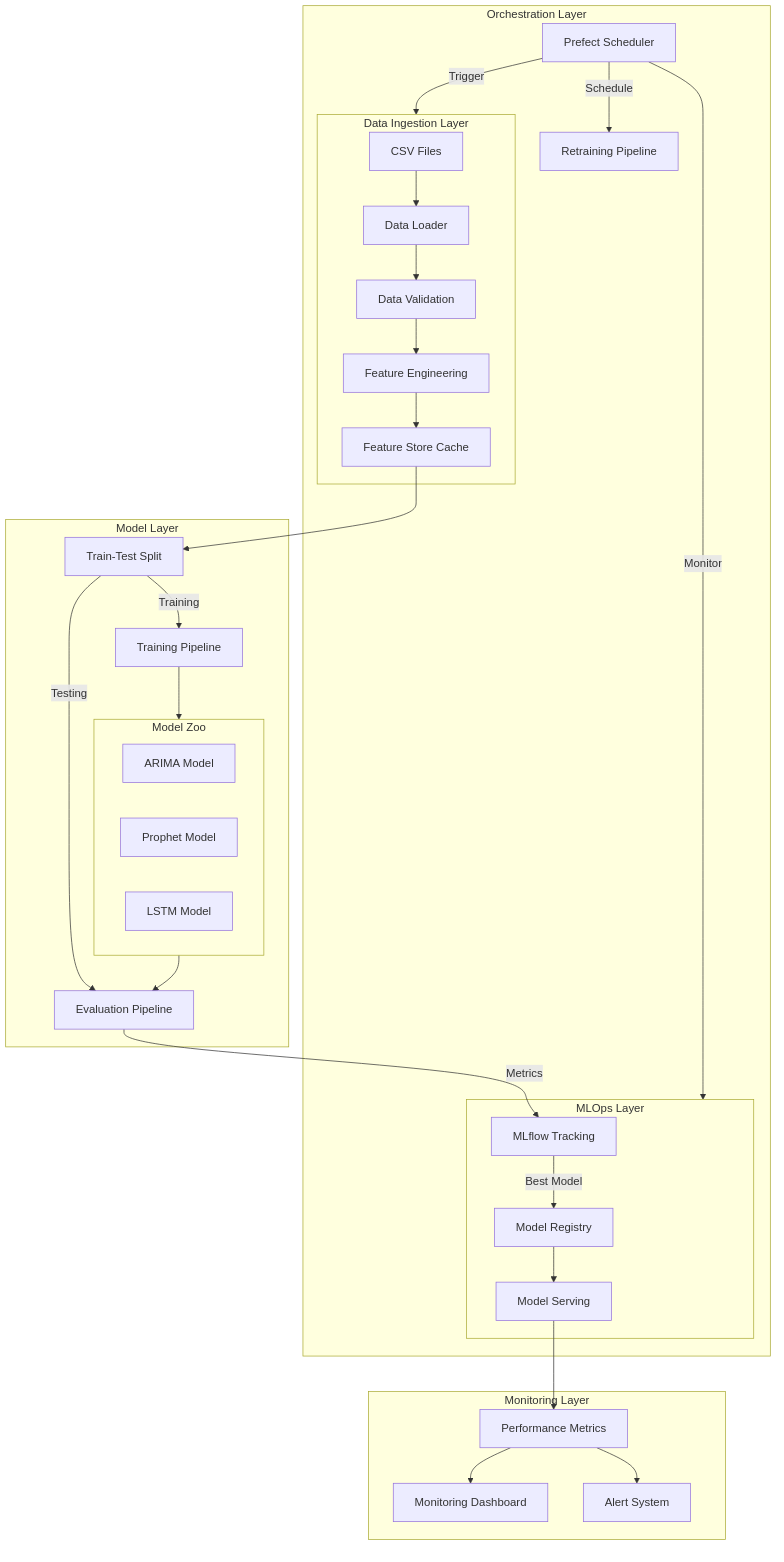 Orchestration Layer
Prefect Scheduler
Trigger
Schedule
Data Ingestion Layer
CSV Files
Retraining Pipeline
Data Loader
Data Validation
Feature Engineering
Feature Store Cache
Model Layer
Train-Test Split
Monitor
Training
Training Pipeline
Testing
Model Zoo
ARIMA Model
Prophet Model
LSTM Model
Evaluation Pipeline
Metrics
MLOps Layer
MLflow Tracking
Best Model
Model Registry
Model Serving
Monitoring Layer
Performance Metrics
Monitoring Dashboard
Alert System